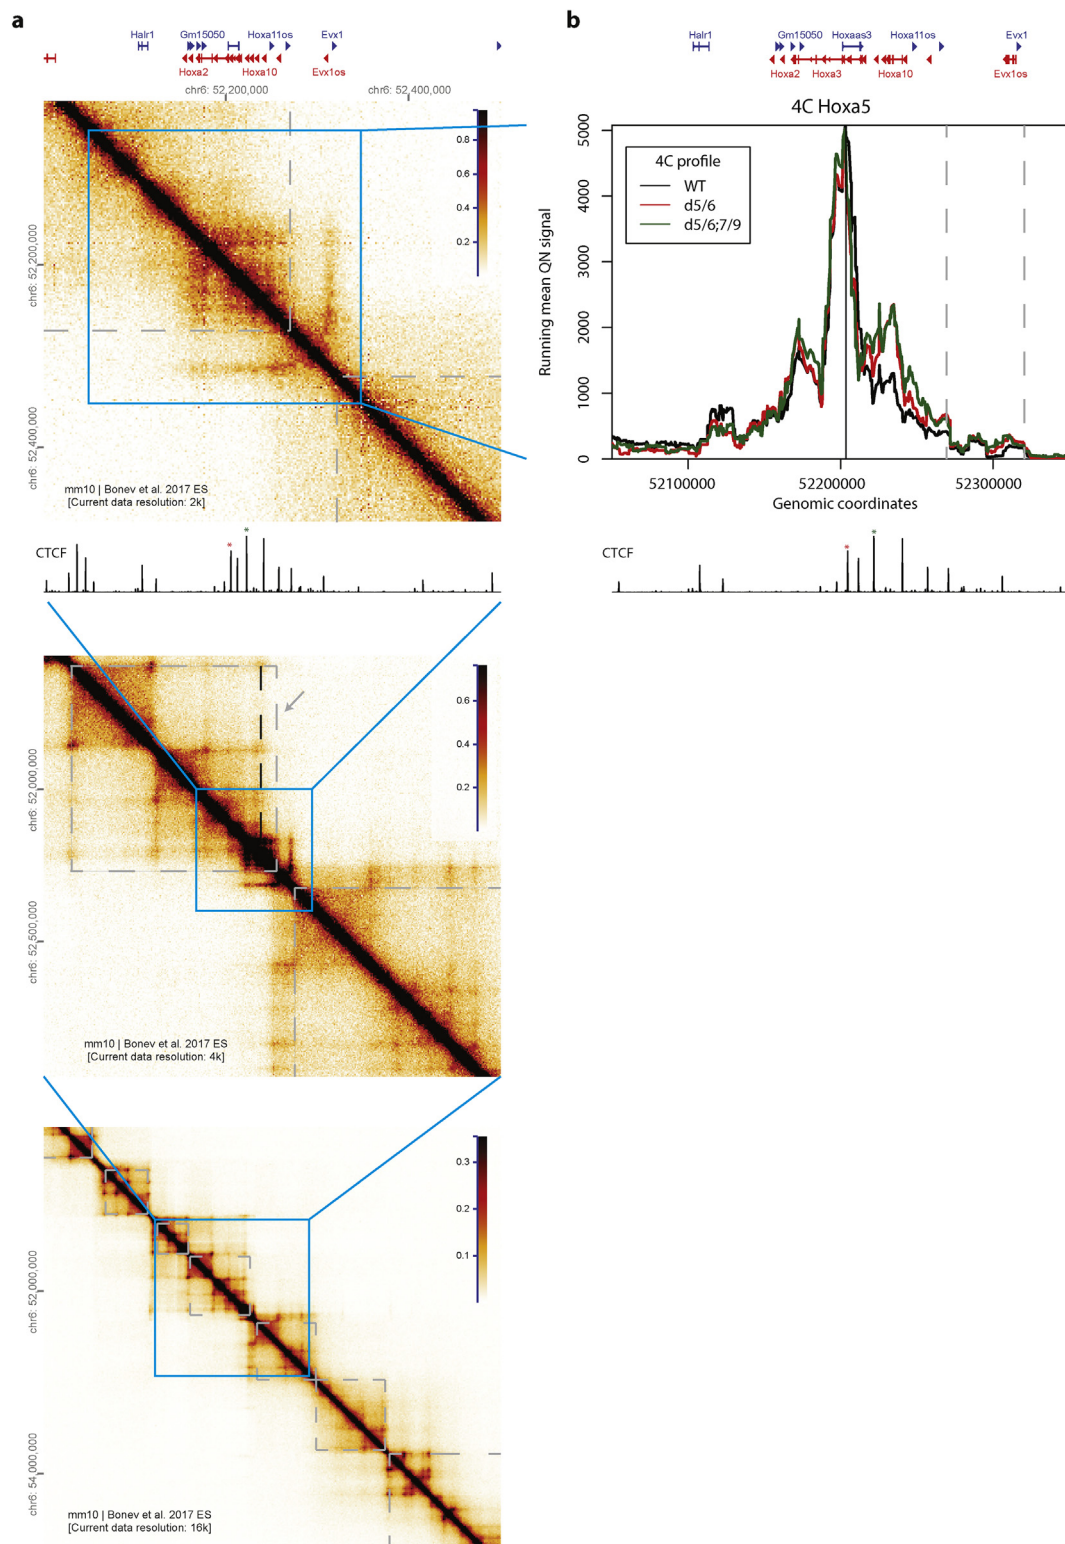 a
Halr1 Gm15050 Hoxa11os Evx1
Hoxa2 Hoxa10 Evx1os
chr6: 52,200,000 chr6: 52,400,000
0.8
0.6
0.4
0.2
chr6: 52,200,000
chr6: 52,400,000
mm10 | Bonev et al. 2017 ES
[Current data resolution: 2k]
CTCF
*
*
0.6
0.4
0.2
chr6: 52,000,000
chr6: 52,500,000
mm10 | Bonev et al. 2017 ES
[Current data resolution: 4k]
0.3
0.2
0.1
chr6: 52,000,000
chr6: 54,000,000
mm10 | Bonev et al. 2017 ES
[Current data resolution: 16k]
b
Halr1 Gm15050 Hoxaas3 Hoxa11os Evx1
Hoxa2 Hoxa3 Hoxa10 Evx1os
4C Hoxa5
4C profile
WT
d5/6
d5/6;7/9
Running mean QN signal
5000
4000
3000
2000
1000
0
52100000 52200000 52300000
Genomic coordinates
CTCF
*
*